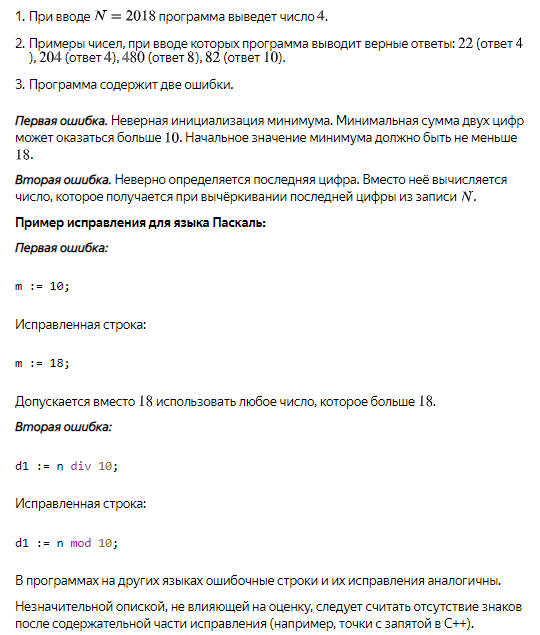 1. При вводе N = 2018 программа выведет число 4.
2. Примеры чисел, при вводе которых программа выводит верные ответы: 22 (ответ 4
), 204 (ответ 4), 480 (ответ 8), 82 (ответ 10).
3. Программа содержит две ошибки.
Первая ошибка. Неверная инициализация минимума. Минимальная сумма двух цифр
может оказаться больше 10. Начальное значение минимума должно быть не меньше
18.
Вторая ошибка. Неверно определяется последняя цифра. Вместо неё вычисляется
число, которое получается при вычёркивании последней цифры из записи N.
Пример исправления для языка Паскаль:
Первая ошибка:
m := 10;
Исправленная строка:
m := 18;
Допускается вместо 18 использовать любое число, которое больше 18.
Вторая ошибка:
d1 := n div 10;
Исправленная строка:
d1 := n mod 10;
В программах на других языках ошибочные строки и их исправления аналогичны.
Незначительной опиской, не влияющей на оценку, следует считать отсутствие знаков
после содержательной части исправления (например, точки с запятой в C++).